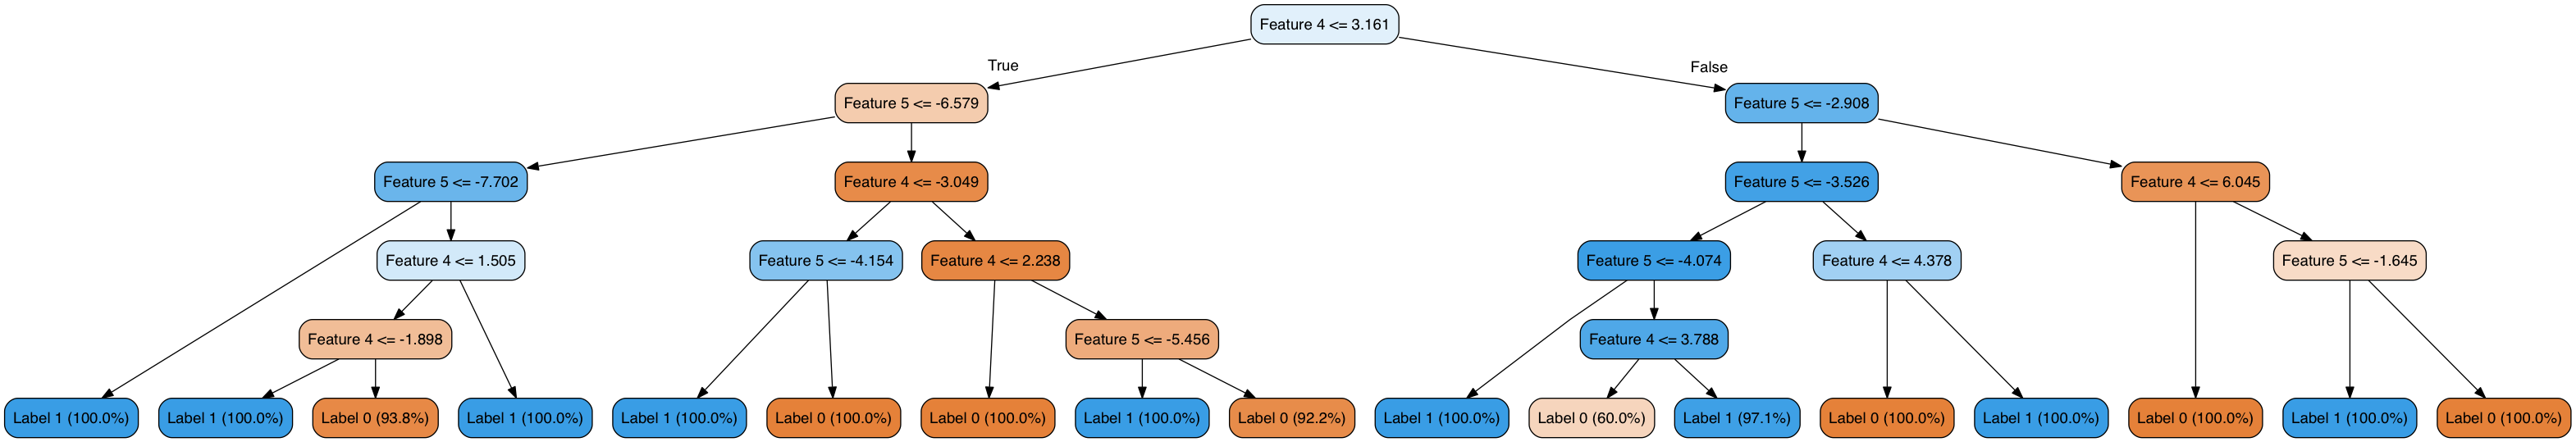 Feature 4 <= 3.161
True
False
Feature 5 <= -6.579
Feature 5 <= -2.908
Feature 5 <= -7.702
Feature 4 <= -3.049
Feature 5 <= -3.526
Feature 4 <= 6.045
Feature 4 <= 1.505
Feature 5 <= -4.154
Feature 4 <= 2.238
Feature 5 <= -4.074
Feature 4 <= 4.378
Feature 5 <= -1.645
Feature 4 <= -1.898
Feature 5 <= -5.456
Feature 4 <= 3.788
Label 1 (100.0%)
Label 1 (100.0%)
Label 0 (93.8%)
Label 1 (100.0%)
Label 1 (100.0%)
Label 0 (100.0%)
Label 0 (100.0%)
Label 1 (100.0%)
Label 0 (92.2%)
Label 1 (100.0%)
Label 0 (60.0%)
Label 1 (97.1%)
Label 0 (100.0%)
Label 1 (100.0%)
Label 0 (100.0%)
Label 1 (100.0%)
Label 0 (100.0%)